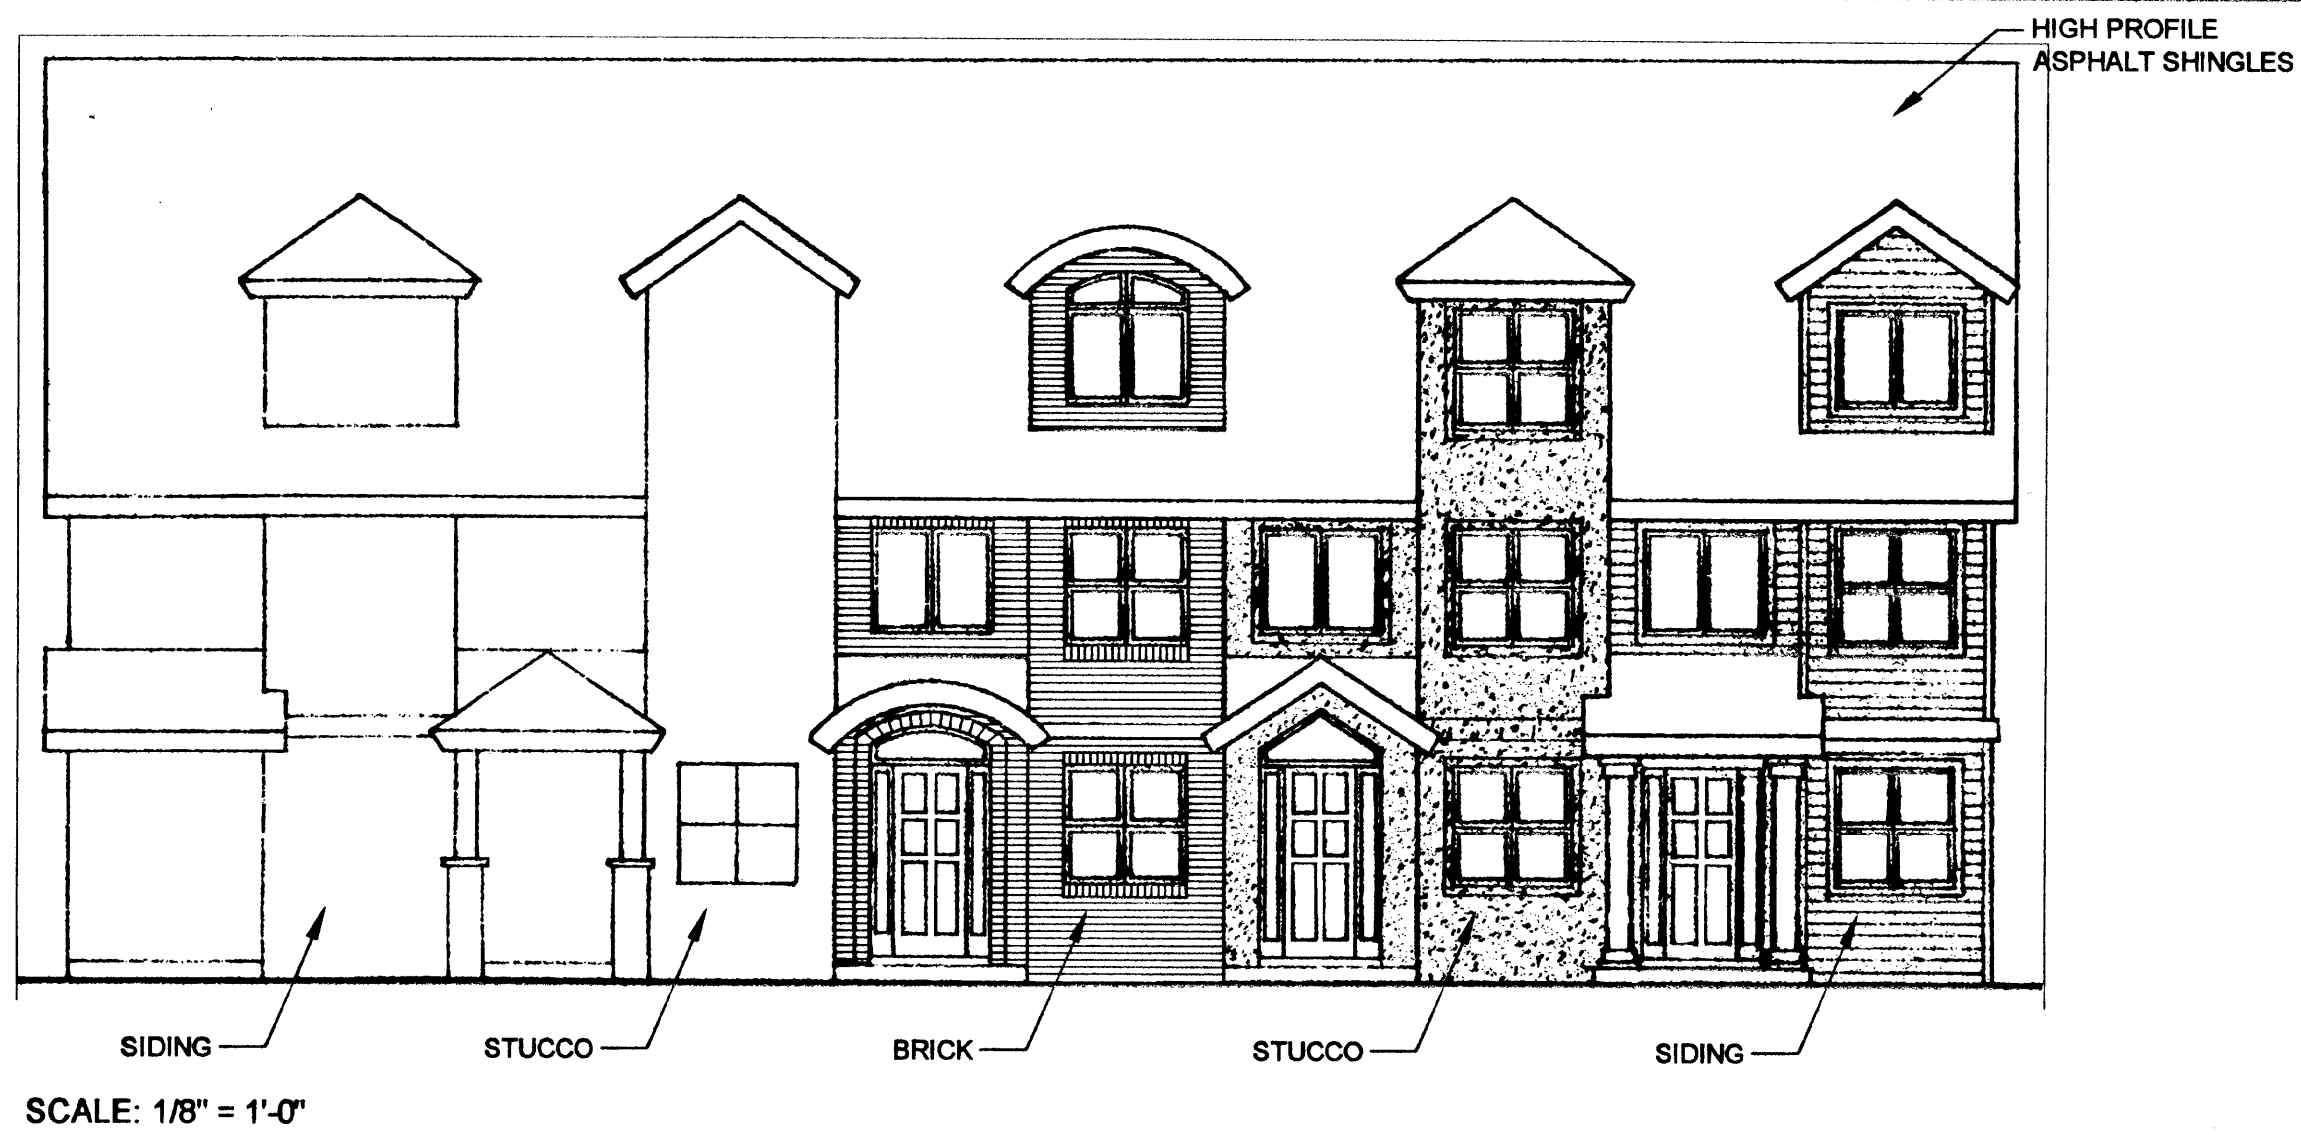 HIGH PROFILE
ASPHALT SHINGLES
SIDING
STUCCO
BRICK
STUCCO
SIDING
SCALE: 1/8" = 1'-0"